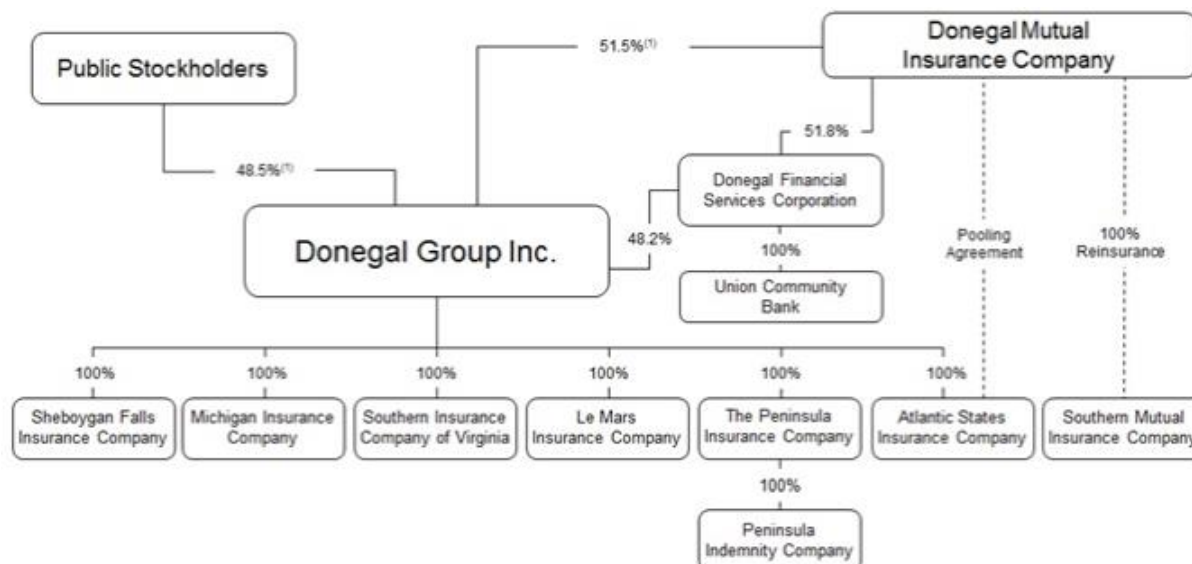 Public Stockholders
Donegal Mutual
Insurance Company
51.5%(1)
51.8%
48.5%(1)
Donegal Financial
Services Corporation
Donegal Group Inc.
48.2%
100%
Union Community
Bank
Pooling
Agreement
100%
Reinsurance
100%
100%
100%
100%
100%
100%
Sheboygan Falls
Insurance Company
Michigan Insurance
Company
Southern Insurance
Company of Virginia
Le Mars
Insurance Company
The Peninsula
Insurance Company
Atlantic States
Insurance Company
Southern Mutual
Insurance Company
100%
Peninsula
Indemnity Company